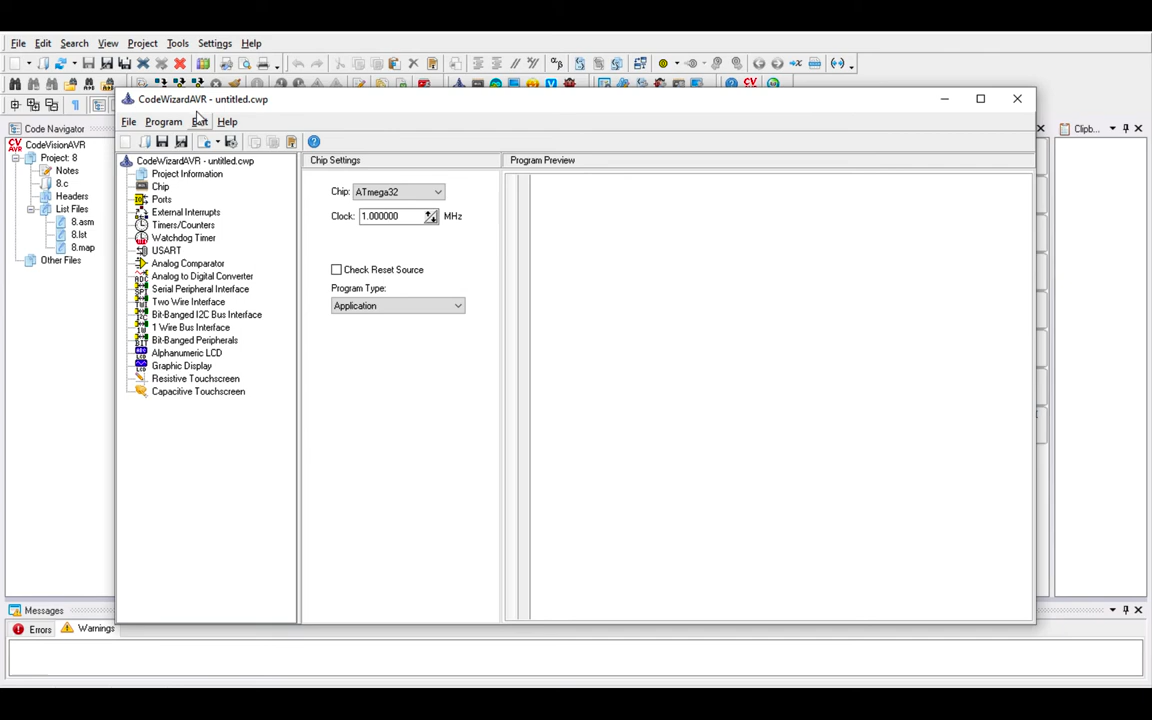 File Edit Search View Project Tools Settings Help
CodeWizardAVR - untitled.cwp
Code Navigator
Clipb...
File Program Edit Help
CodeVisionAVR
Project: 8
Notes
8.c
Headers
List Files
8.asm
8.lst
8.map
Other Files
CodeWizardAVR - untitled.cwp
Project Information
Chip
Ports
External Interrupts
Timers/Counters
Watchdog Timer
USART
Analog Comparator
Analog to Digital Converter
Serial Peripheral Interface
Two Wire Interface
Bit-Banged I2C Bus Interface
1 Wire Bus Interface
Bit-Banged Peripherals
Alphanumeric LCD
Graphic Display
Resistive Touchscreen
Capacitive Touchscreen
Chip Settings
Chip: ATmega32
Clock: 1.000000 MHz
Check Reset Source
Program Type:
Application
Program Preview
Messages
Errors Warnings